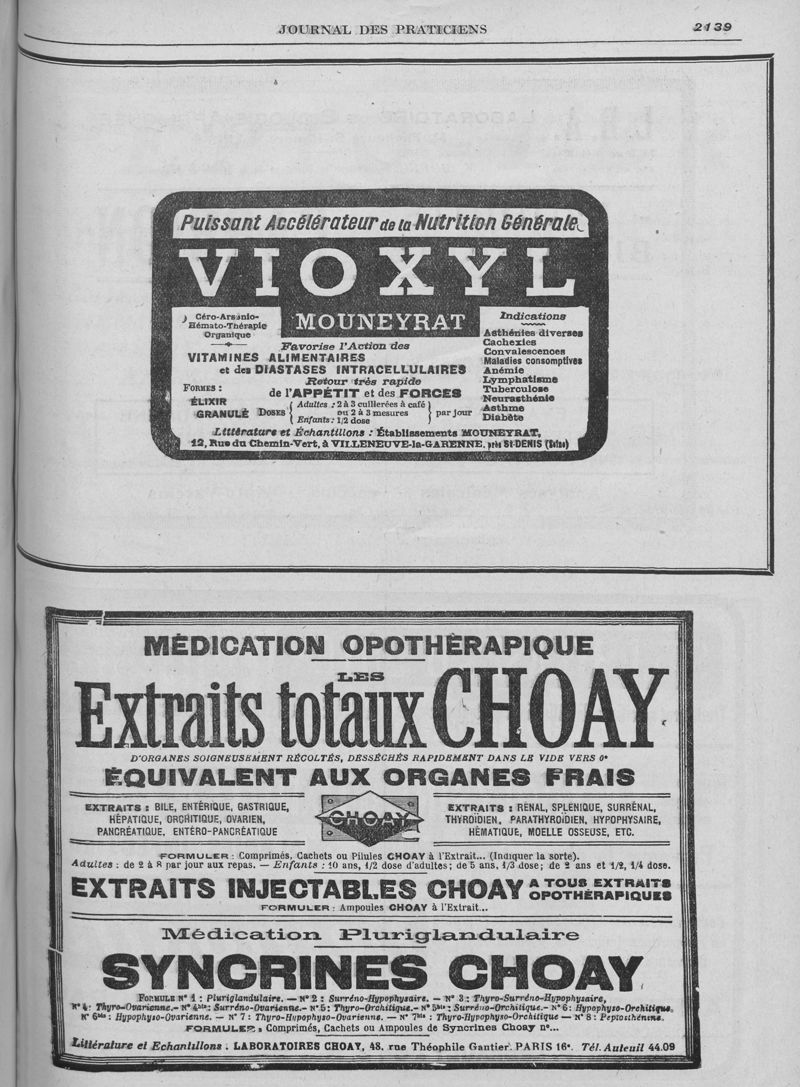 JOURNAL DES PRATICIENS 2139
Puissant Accélérateur de la Nutrition Générale
VIOXYL
MOUNEYRAT
Céro-Arsénio-
Hémato-Thérapie
Organique
Indications
Asthénies diverses
Cachexies
Convalescences
Maladies consomptives
Anémie
Lymphatisme
Tuberculose
Neurasthénie
Asthme
Diabète
Favorise l'Action des
VITAMINES ALIMENTAIRES
et des DIASTASES INTRACELLULAIRES
Retour très rapide
de l'APPÉTIT et des FORCES
FORMES :
ÉLIXIR
GRANULÉ
DOSES
Adultes : 2 à 3 cuillerées à café
ou 2 à 3 mesures
Enfants : 1/2 dose
par jour
Littérature et Échantillons : Établissements MOUNEYRAT,
12, Rue du Chemin-Vert, à VILLENEUVE-la-GARENNE, près St-DENIS (Seine)
MÉDICATION OPOTHÉRAPIQUE
LES
Extraits totaux CHOAY
D'ORGANES SOIGNEUSEMENT RÉCOLTÉS, DESSÉCHÉS RAPIDEMENT DANS LE VIDE VERS 0°
ÉQUIVALENT AUX ORGANES FRAIS
EXTRAITS : BILE, ENTÉRIQUE, GASTRIQUE,
HÉPATIQUE, ORCHITIQUE, OVARIEN,
PANCRÉATIQUE, ENTÉRO-PANCRÉATIQUE
CHOAY
EXTRAITS : RÉNAL, SPLENIQUE, SURRÉNAL,
THYROÏDIEN, PARATHYROÏDIEN, HYPOPHYSAIRE,
HÉMATIQUE, MOELLE OSSEUSE, ETC.
FORMULER : Comprimés, Cachets ou Pilules CHOAY à l'Extrait... (Indiquer la sorte).
Adultes : de 2 à 8 par jour aux repas. — Enfants : 10 ans, 1/2 dose d'adultes; de 5 ans, 1/3 dose; de 2 ans et 1/2, 1/4 dose.
EXTRAITS INJECTABLES CHOAY A TOUS EXTRAITS
OPOTHÉRAPIQUES
FORMULER : Ampoules CHOAY à l'Extrait...
Médication Pluriglandulaire
SYNCRINES CHOAY
FORMULE N° 1 : Pluriglandulaire. — N° 2 : Surréno-Hypophysaire. — N° 3 : Thyro-Surréno-Hypophysaire,
N° 4 : Thyro-Ovarienne. — N° 4bis : Surréno-Ovarienne. — N° 5 : Thyro-Orchitique. — N° 5bis : Surréno-Orchitique. — N° 6 : Hypophyso-Orchitique,
N° 6bis : Hypophyso-Ovarienne. — N° 7 : Thyro-Hypophyso-Ovarienne. — N° 7bis : Thyro-Hypophyso-Orchitique — N° 8 : Peptosthénine.
FORMULER : Comprimés, Cachets ou Ampoules de Syncrines Choay n°...
Littérature et Echantillons : LABORATOIRES CHOAY, 48, rue Théophile Gautier. PARIS 16e. Tél. Auteuil 44.09